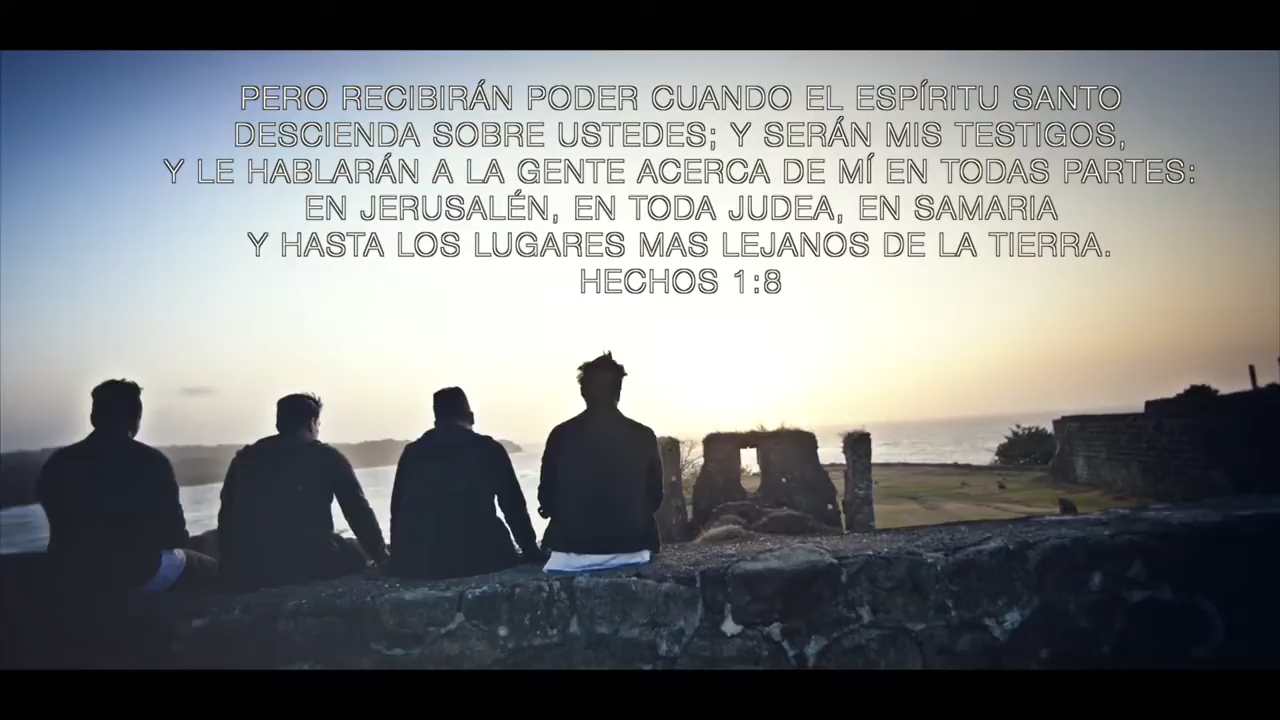 PERO RECIBIRÁN PODER CUANDO EL ESPÍRITU SANTO
DESCIENDA SOBRE USTEDES; Y SERÁN MIS TESTIGOS,
Y LE HABLARÁN A LA GENTE ACERCA DE MÍ EN TODAS PARTES:
EN JERUSALÉN, EN TODA JUDEA, EN SAMARIA
Y HASTA LOS LUGARES MAS LEJANOS DE LA TIERRA.
HECHOS 1:8